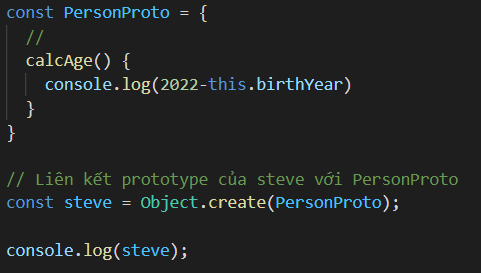 const PersonProto = {
  //
  calcAge() {
    console.log(2022-this.birthYear)
  }
}
// Liên kết prototype của steve với PersonProto
const steve = Object.create(PersonProto);
console.log(steve);